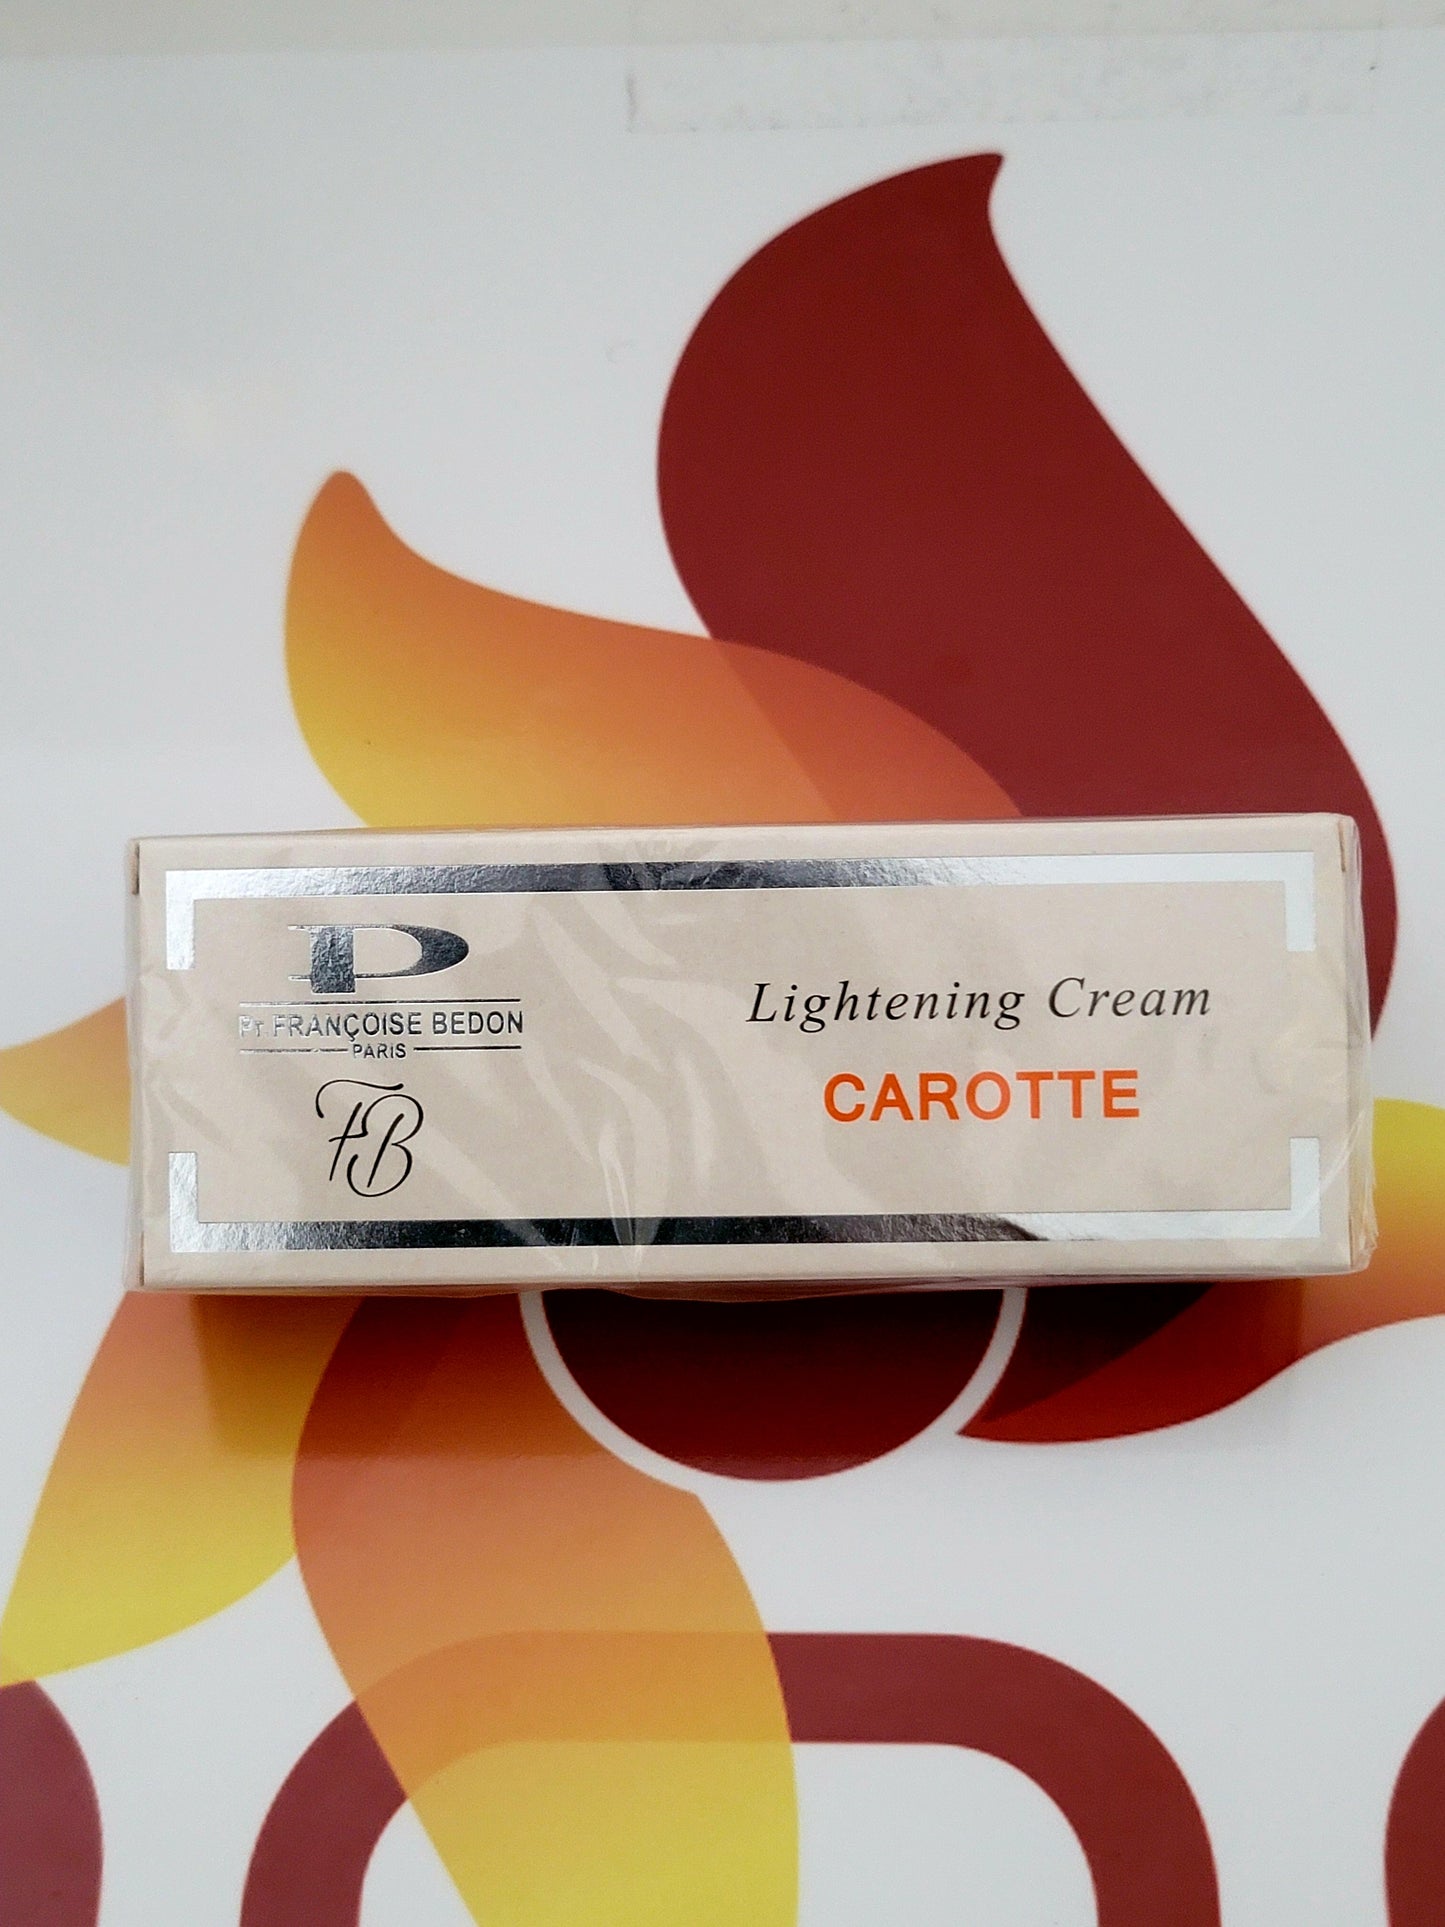 P
Pr. FRANÇOISE BEDON
PARIS
FB
Lightening Cream
CAROTTE